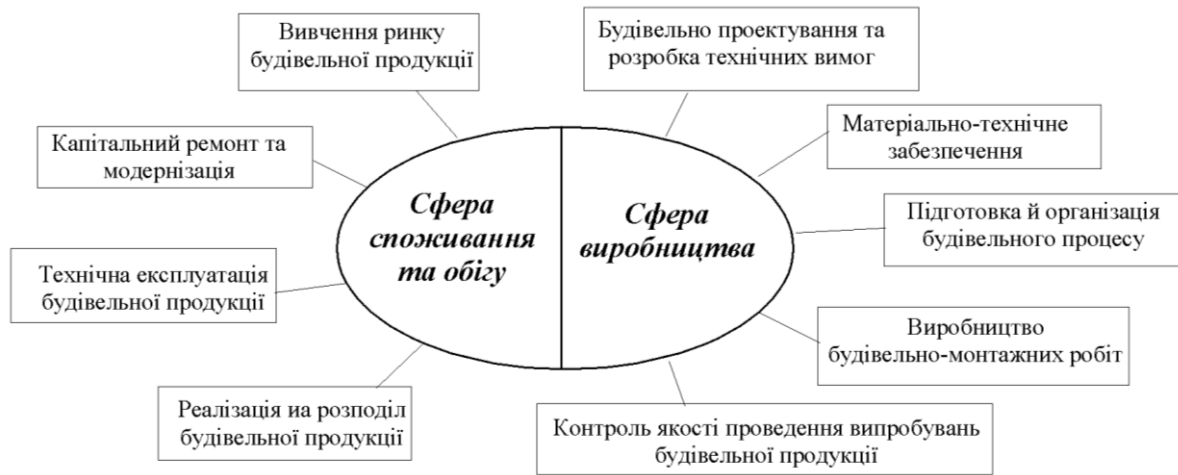 Вивчення ринку
будівельної продукції
Будівельно проектування та
розробка технічних вимог
Капітальний ремонт та
модернізація
Матеріально-технічне
забезпечення
Сфера
споживання
та обігу
Сфера
виробництва
Підготовка й організація
будівельного процесу
Технічна експлуатація
будівельної продукції
Виробництво
будівельно-монтажних робіт
Реалізація иа розподіл
будівельної продукції
Контроль якості проведення випробувань
будівельної продукції